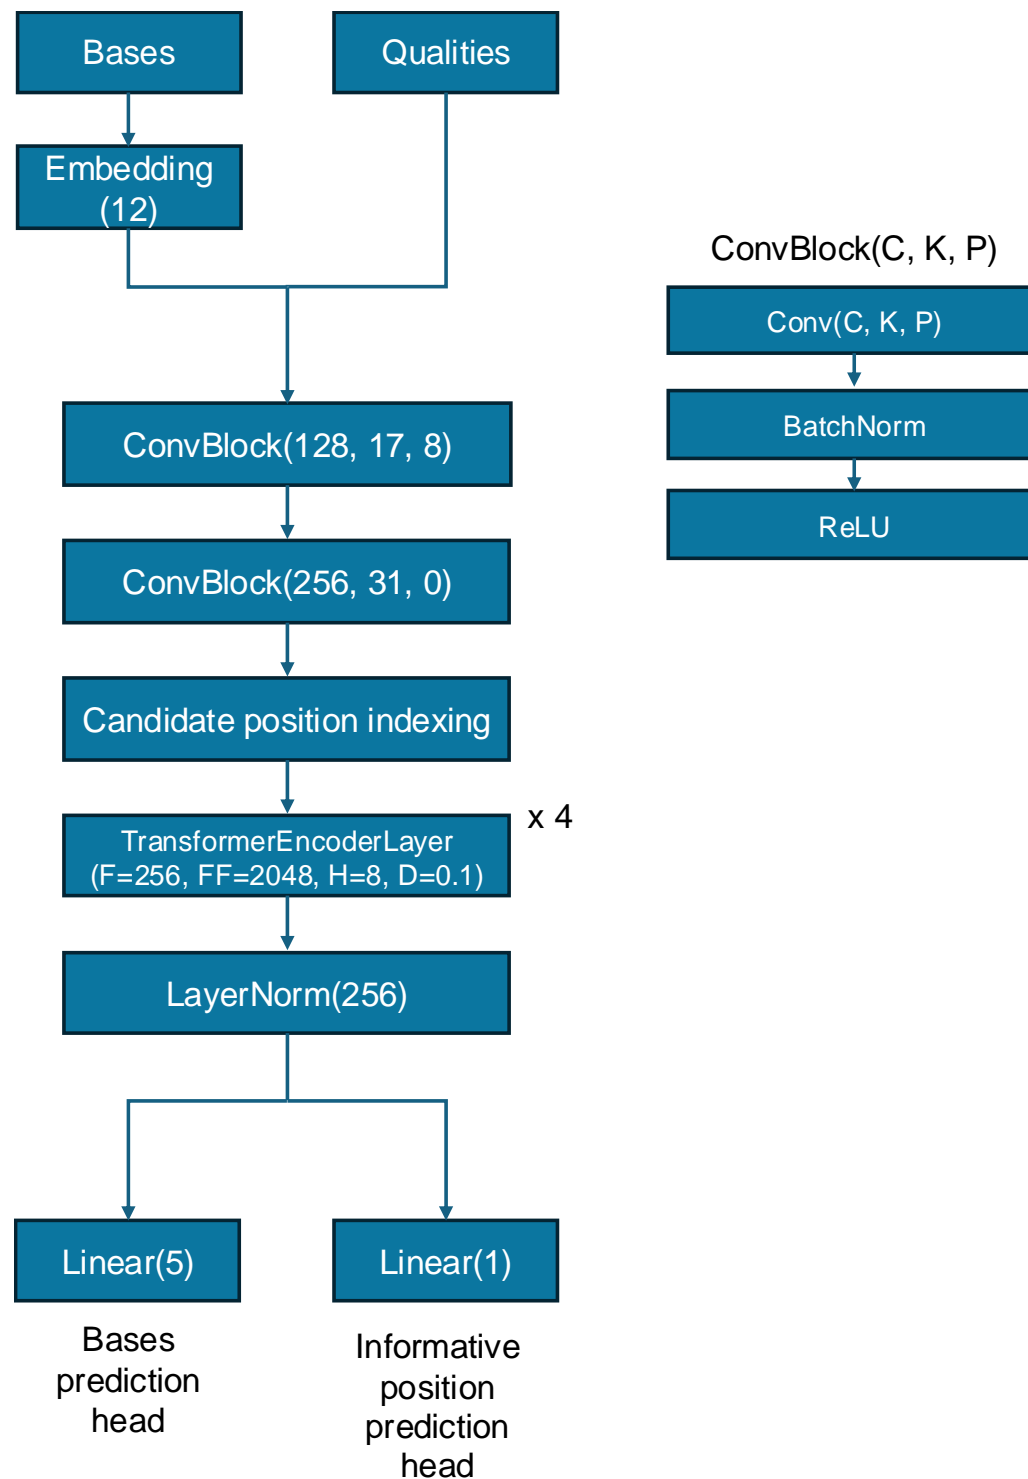 Bases
Qualities
Embedding
(12)
ConvBlock(C, K, P)
Conv(C, K, P)
BatchNorm
ReLU
ConvBlock(128, 17, 8)
ConvBlock(256, 31, 0)
Candidate position indexing
x 4
TransformerEncoderLayer
(F=256, FF=2048, H=8, D=0.1)
LayerNorm(256)
Linear(5)
Linear(1)
Bases
prediction
head
Informative
position
prediction
head